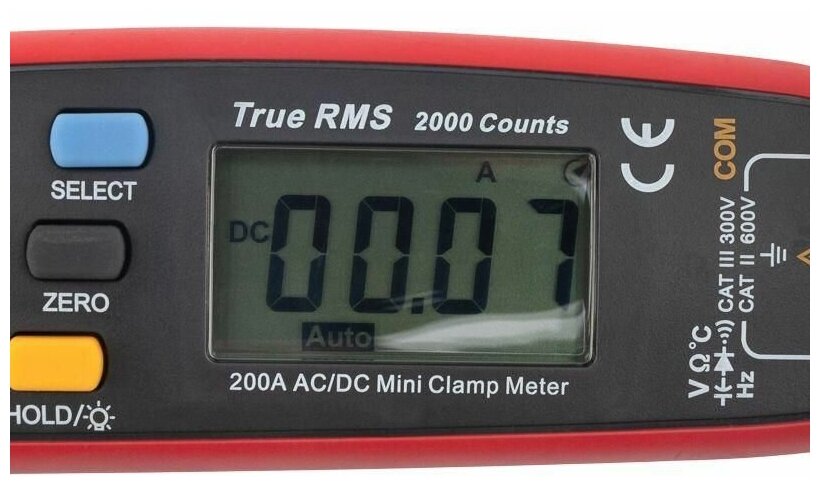 True RMS 2000 Counts
SELECT
ZERO
HOLD/
A
DC 00.07
Auto
200A AC/DC Mini Clamp Meter
CE
COM
CAT III 300V
CAT II 600V
V Ω °C
Hz